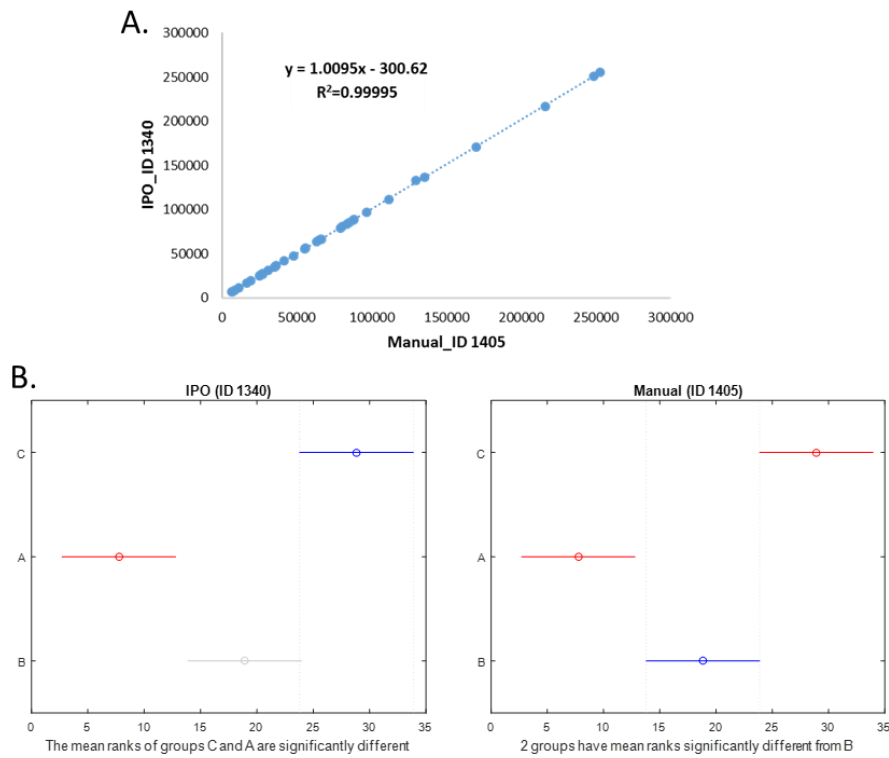 A.
300000
250000
200000
150000
100000
50000
0
IPO_ID 1340
y = 1.0095x - 300.62
R²=0.99995
0 50000 100000 150000 200000 250000 300000
Manual_ID 1405
B.
IPO (ID 1340)
C
A
B
0 5 10 15 20 25 30 35
The mean ranks of groups C and A are significantly different
Manual (ID 1405)
C
A
B
0 5 10 15 20 25 30 35
2 groups have mean ranks significantly different from B